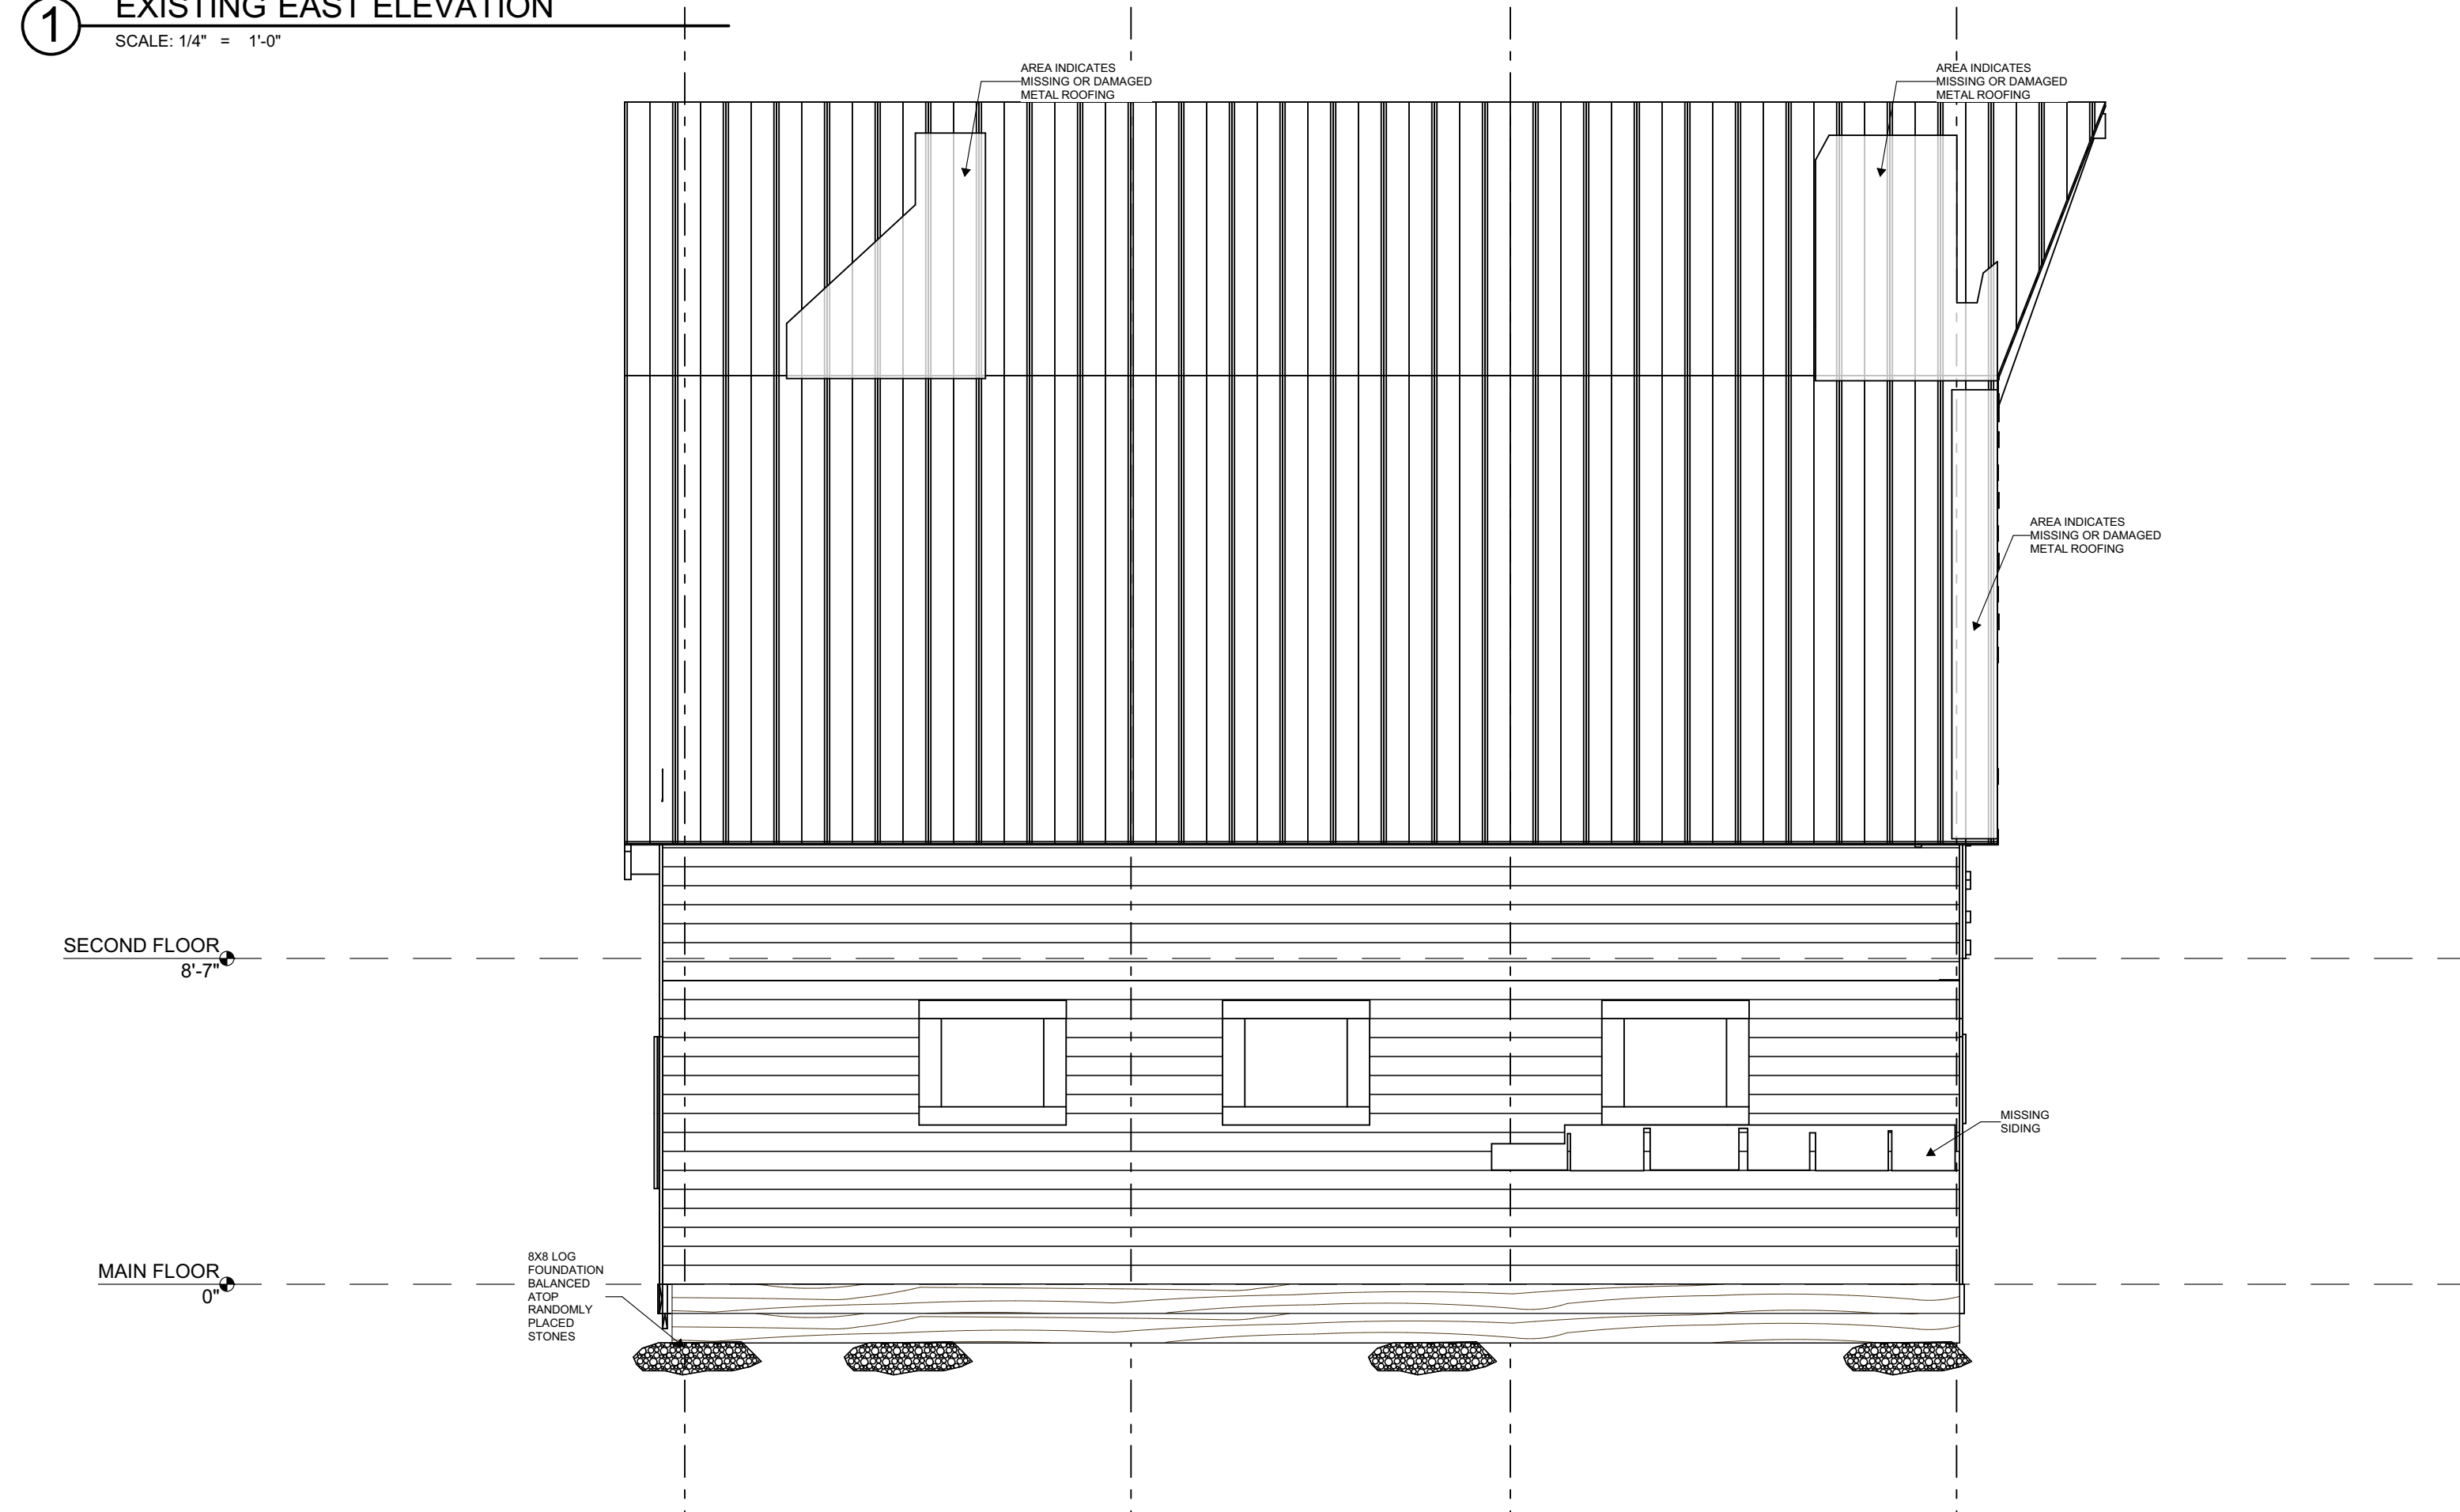 1
EXISTING EAST ELEVATION
SCALE: 1/4" = 1'-0"
AREA INDICATES
MISSING OR DAMAGED
METAL ROOFING
AREA INDICATES
MISSING OR DAMAGED
METAL ROOFING
AREA INDICATES
MISSING OR DAMAGED
METAL ROOFING
SECOND FLOOR
8'-7"
MISSING
SIDING
MAIN FLOOR
0"
8X8 LOG
FOUNDATION
BALANCED
ATOP
RANDOMLY
PLACED
STONES